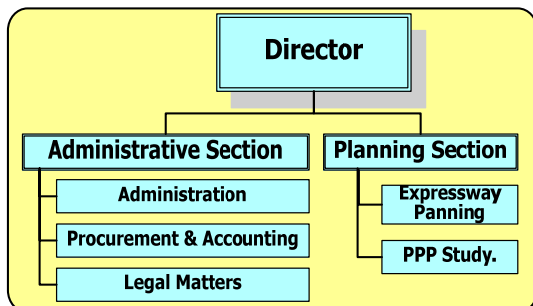 Director
Administrative Section
Administration
Procurement & Accounting
Legal Matters
Planning Section
Expressway
Panning
PPP Study.